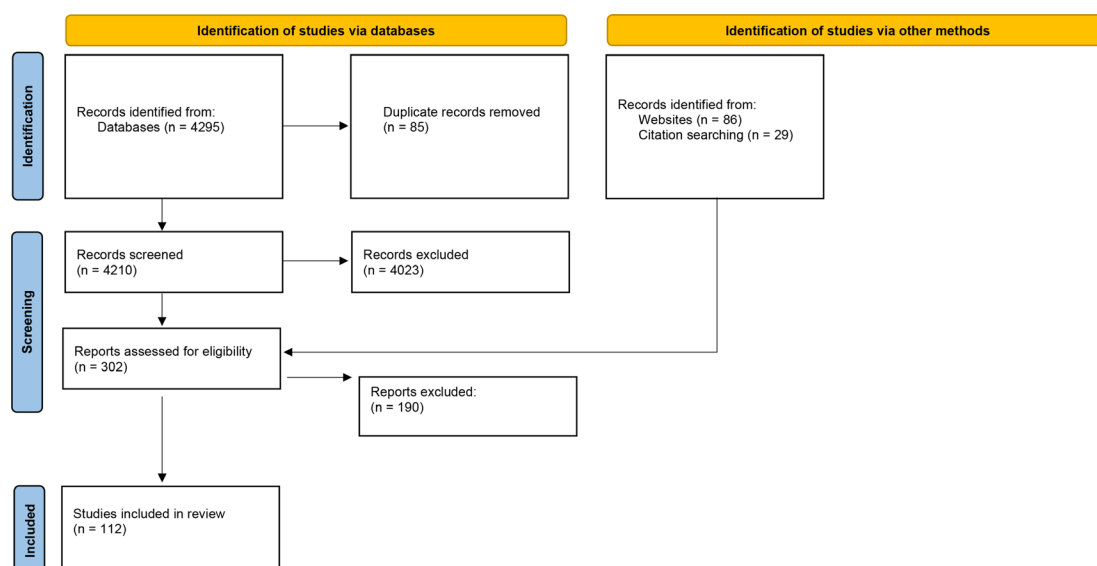 Identification of studies via databases
Identification of studies via other methods
Identification
Records identified from:
Databases (n = 4295)
Duplicate records removed
(n = 85)
Records identified from:
Websites (n = 86)
Citation searching (n = 29)
Screening
Records screened
(n = 4210)
Records excluded
(n = 4023)
Reports assessed for eligibility
(n = 302)
Reports excluded:
(n = 190)
Included
Studies included in review
(n = 112)